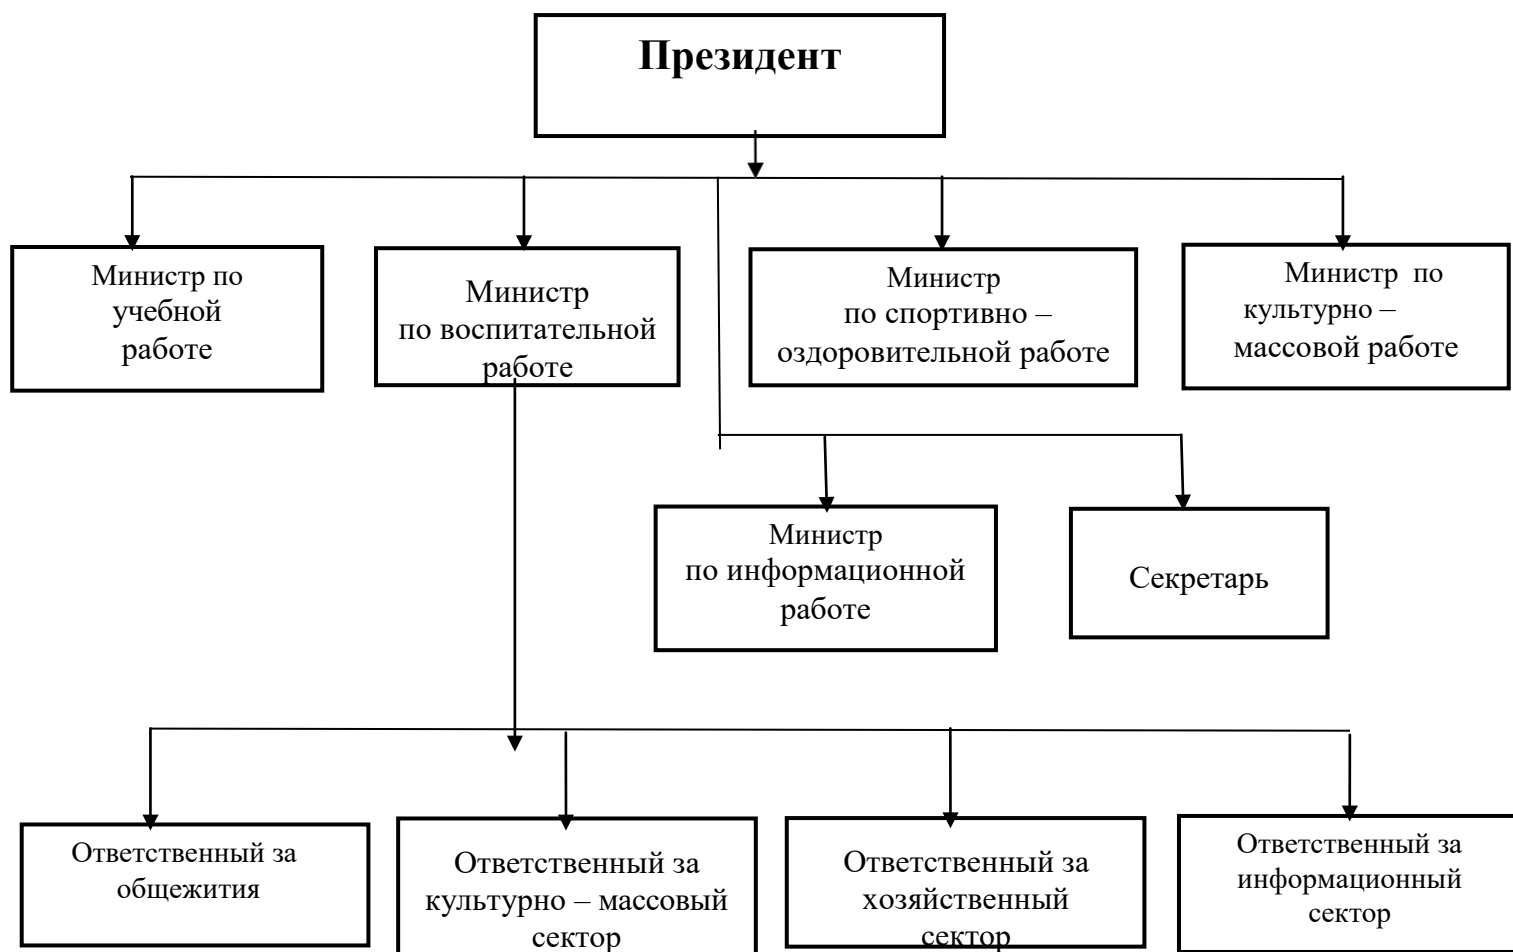 Президент
Министр по
учебной
работе
Министр
по воспитательной
работе
Министр
по спортивно –
оздоровительной работе
Министр по
культурно –
массовой работе
Министр
по информационной
работе
Секретарь
Ответственный за
общежития
Ответственный за
культурно – массовый
сектор
Ответственный за
хозяйственный
сектор
Ответственный за
информационный
сектор